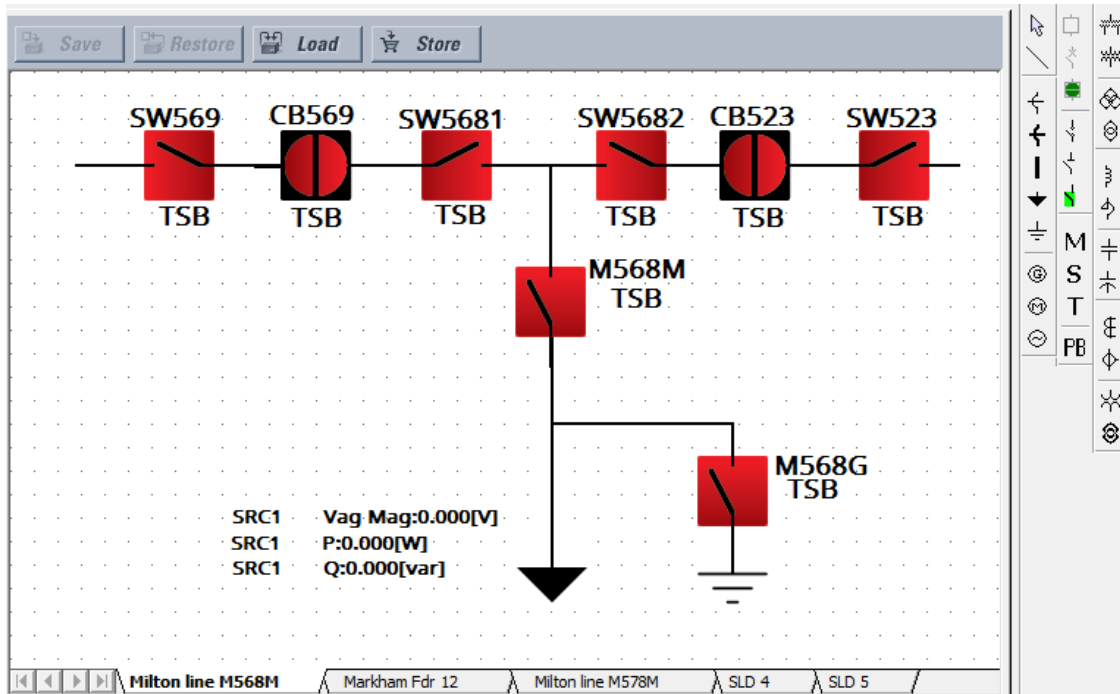 Save Restore Load Store
SW569 CB569 SW5681 SW5682 CB523 SW523
TSB TSB TSB TSB TSB TSB
M568M
TSB
M568G
TSB
SRC1 Vag Mag:0.000[V]
SRC1 P:0.000[W]
SRC1 Q:0.000[var]
Milton line M568M Markham Fdr 12 Milton line M578M SLD 4 SLD 5
M
S
T
PB
G
M